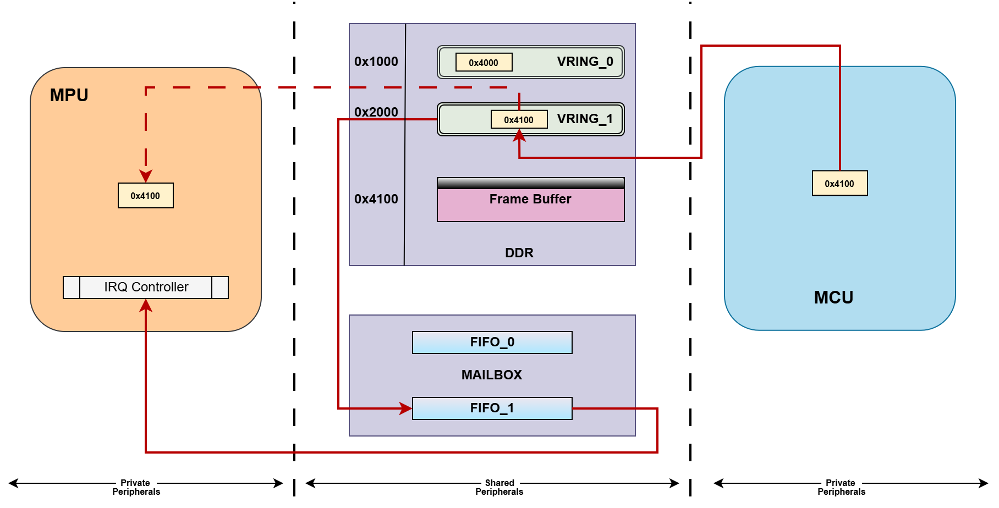 MPU
0x4100
IRQ Controller
0x1000
0x4000
VRING_0
0x2000
0x4100
VRING_1
0x4100
Frame Buffer
DDR
FIFO_0
MAILBOX
FIFO_1
0x4100
MCU
Private
Peripherals
Shared
Peripherals
Private
Peripherals